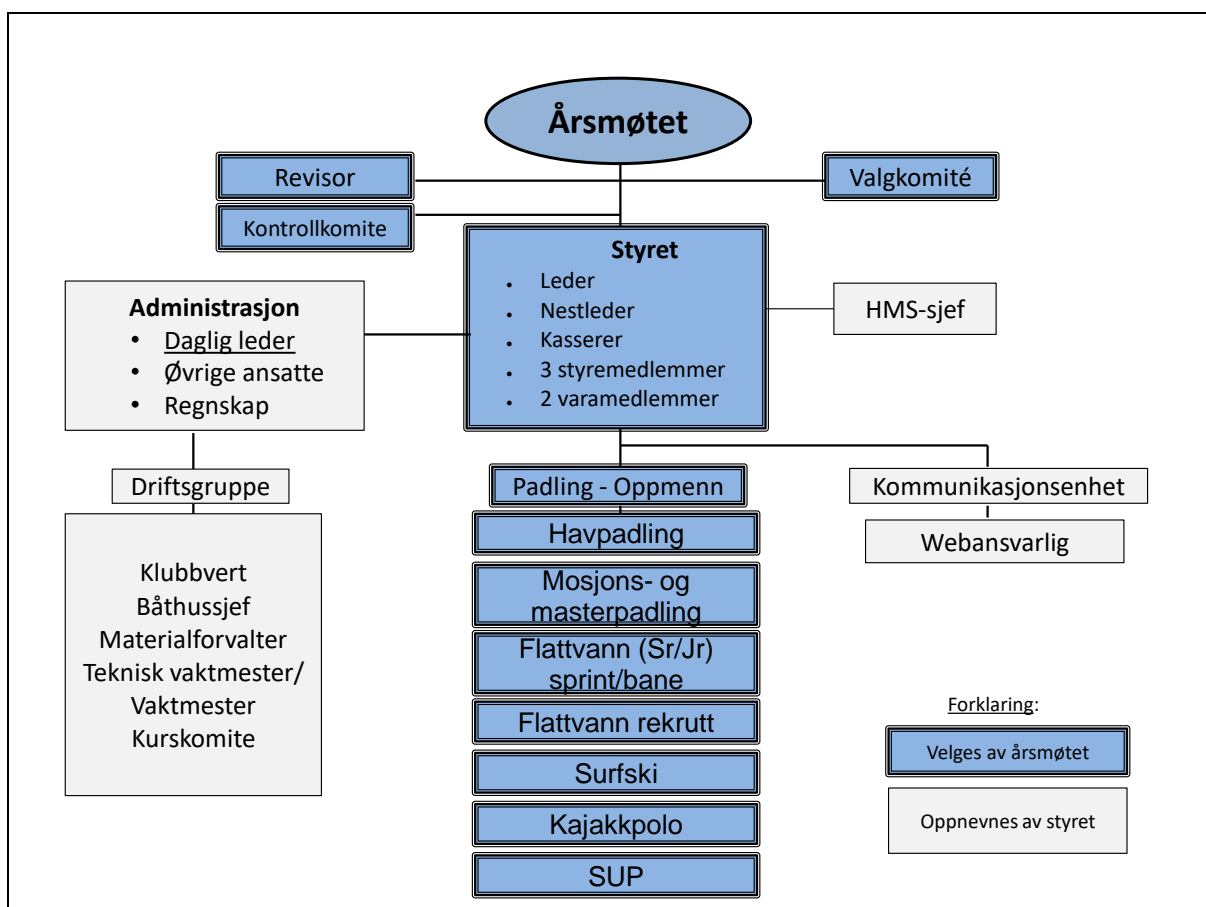 Årsmøtet
Revisor
Valgkomité
Kontrollkomite
Styret
• Leder
• Nestleder
• Kasserer
• 3 styremedlemmer
• 2 varamedlemmer
Administrasjon
• Daglig leder
• Øvrige ansatte
• Regnskap
HMS-sjef
Driftsgruppe
Klubbvert
Båthussjef
Materialforvalter
Teknisk vaktmester/
Vaktmester
Kurskomite
Padling - Oppmenn
Havpadling
Mosjons- og
masterpadling
Flattvann (Sr/Jr)
sprint/bane
Flattvann rekrutt
Surfski
Kajakkpolo
SUP
Kommunikasjonsenhet
Webansvarlig
Forklaring:
Velges av årsmøtet
Oppnevnes av styret